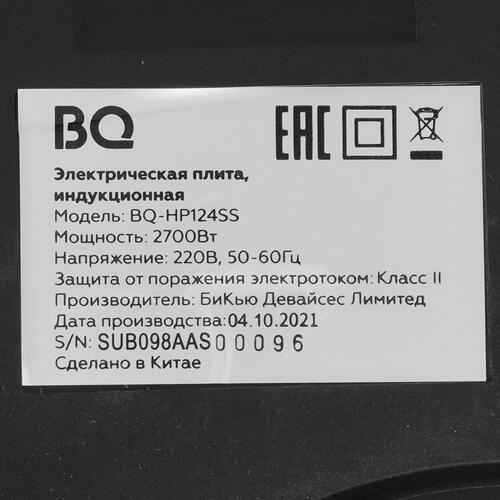 BQ
EAC
Электрическая плита,
индукционная
Модель: BQ-HP124SS
Мощность: 2700Вт
Напряжение: 220В, 50-60Гц
Защита от поражения электротоком: Класс II
Производитель: БиКью Девайсес Лимитед
Дата производства: 04.10.2021
S/N: SUB098AAS00096
Сделано в Китае